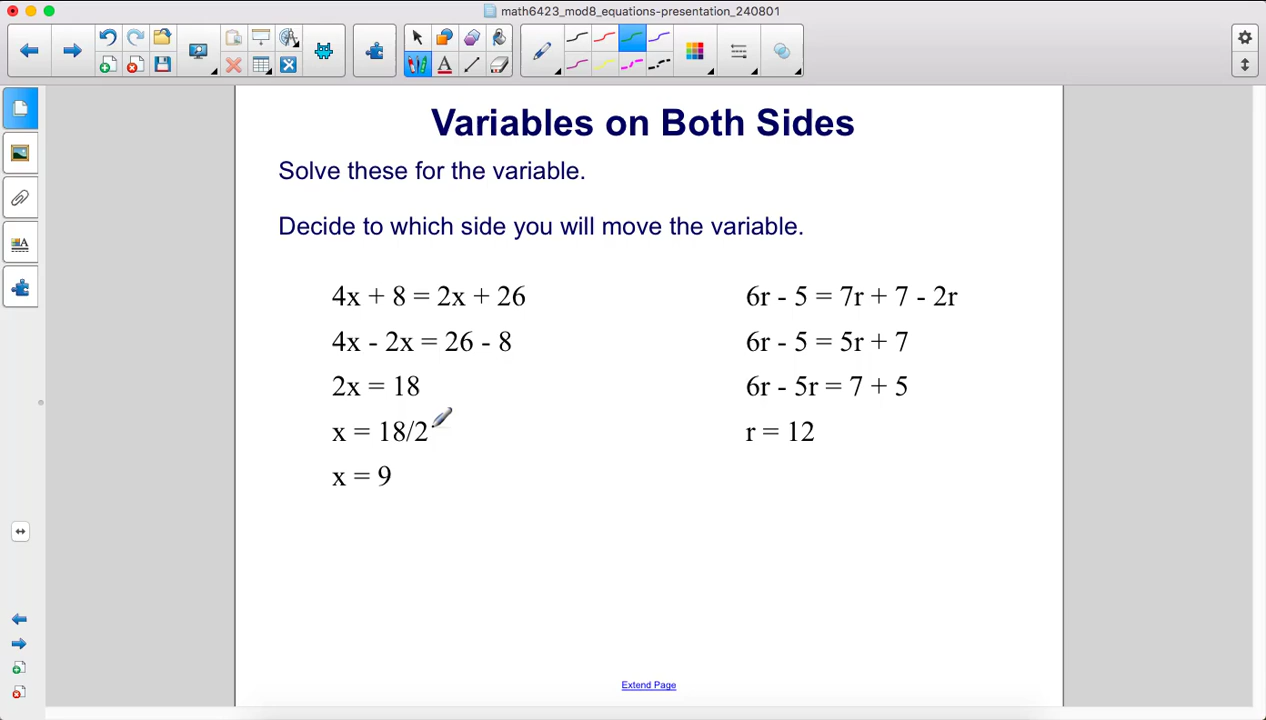 math6423_mod8_equations-presentation_240801
Variables on Both Sides
Solve these for the variable.
Decide to which side you will move the variable.
4x + 8 = 2x + 26
4x - 2x = 26 - 8
2x = 18
x = 18/2
x = 9
6r - 5 = 7r + 7 - 2r
6r - 5 = 5r + 7
6r - 5r = 7 + 5
r = 12
Extend Page